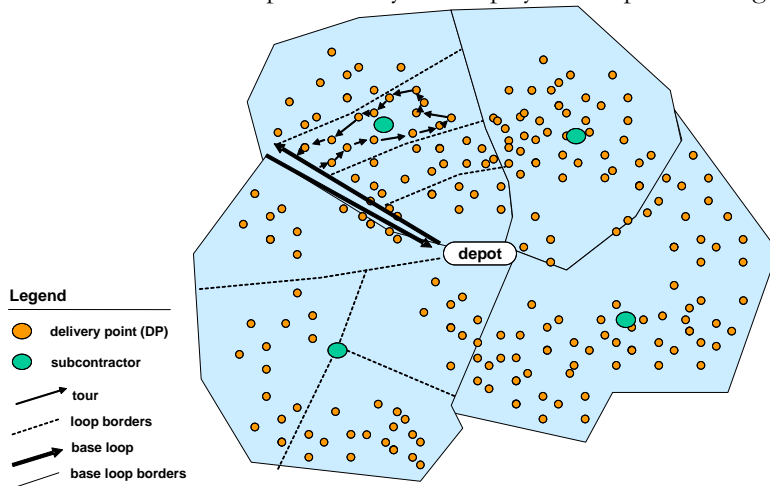 depot
Legend
delivery point (DP)
subcontractor
tour
loop borders
base loop
base loop borders